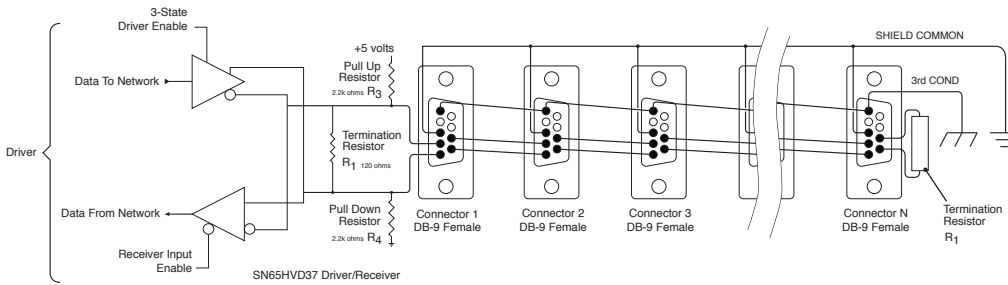 3-State
Driver Enable
Data To Network
Driver
Data From Network
Receiver Input
Enable
SN65HVD37 Driver/Receiver
+5 volts
Pull Up
Resistor
2.2k ohms R3
Termination
Resistor
R1 120 ohms
Pull Down
Resistor
2.2k ohms R4
Connector 1
DB-9 Female
Connector 2
DB-9 Female
Connector 3
DB-9 Female
Connector N
DB-9 Female
SHIELD COMMON
3rd COND
Termination
Resistor
R1